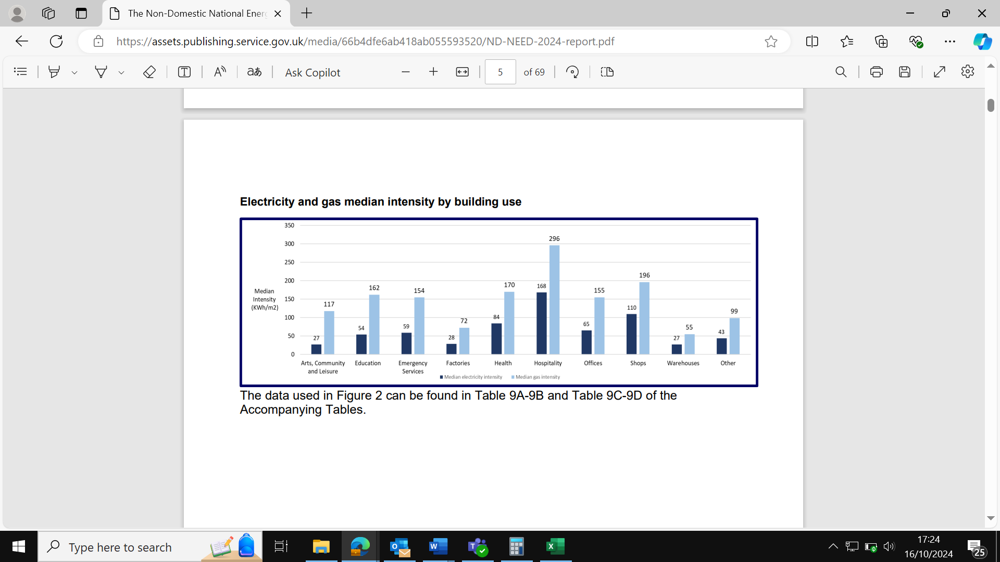 The Non-Domestic National Ener
https://assets.publishing.service.gov.uk/media/66b4dfe6ab418ab055593520/ND-NEED-2024-report.pdf
aあ
Ask Copilot
5
of 69
Electricity and gas median intensity by building use
350
300
250
200
150
100
50
0
Median
Intensity
(KWh/m2)
27 117
54 162
59 154
28 72
84 170
168 296
65 155
110 196
27 55
43 99
Arts, Community
and Leisure
Education
Emergency
Services
Factories
Health
Hospitality
Offices
Shops
Warehouses
Other
Median electricity intensity
Median gas intensity
The data used in Figure 2 can be found in Table 9A-9B and Table 9C-9D of the
Accompanying Tables.
Type here to search
17:24
16/10/2024
25